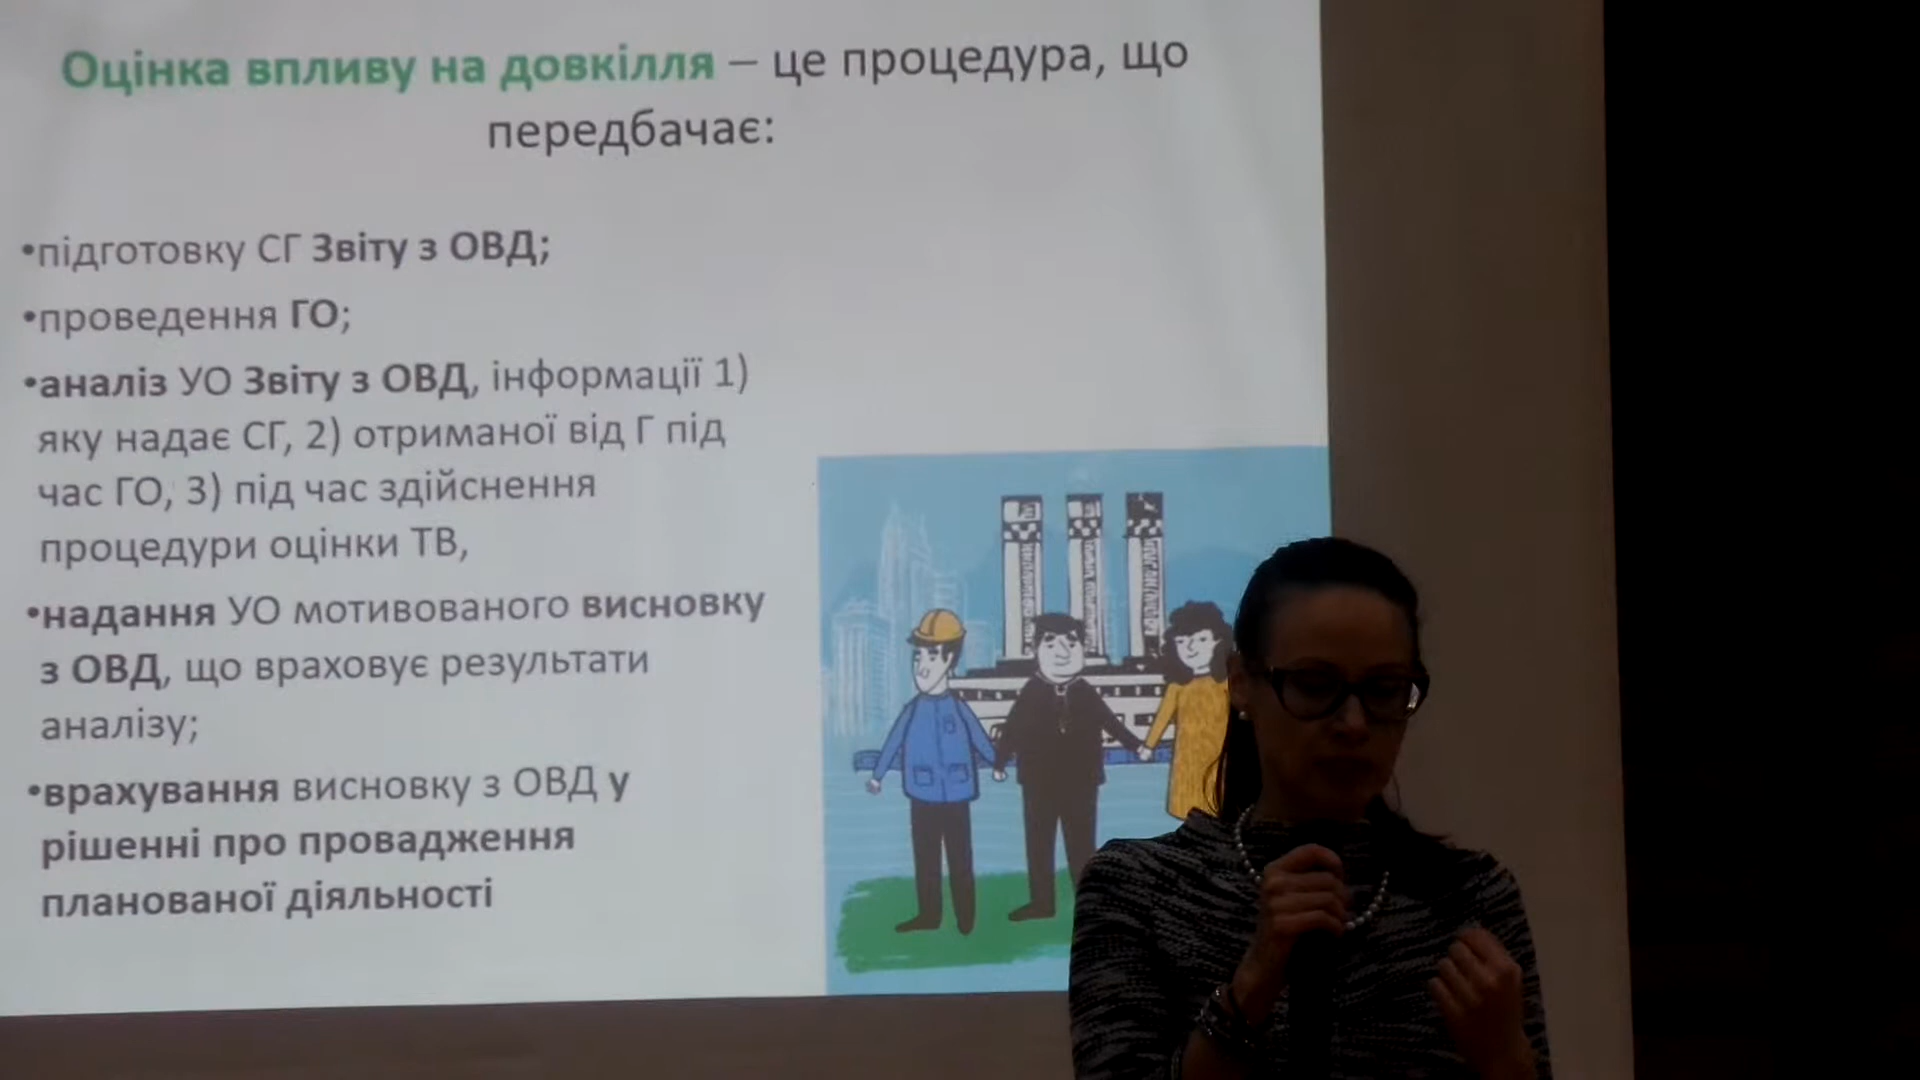 Оцінка впливу на довкілля – це процедура, що
передбачає:
•підготовку СГ Звіту з ОВД;
•проведення ГО;
•аналіз УО Звіту з ОВД, інформації 1)
яку надає СГ, 2) отриманої від Г під
час ГО, 3) під час здійснення
процедури оцінки ТВ,
•надання УО мотивованого висновку
з ОВД, що враховує результати
аналізу;
•врахування висновку з ОВД у
рішенні про провадження
планованої діяльності